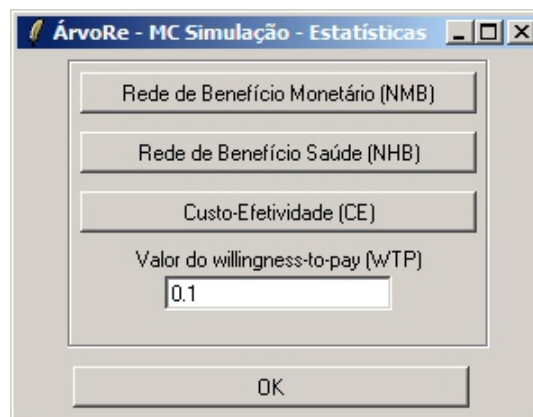 ÁrvoRe - MC Simulação - Estatísticas
Rede de Benefício Monetário (NMB)
Rede de Benefício Saúde (NHB)
Custo-Efetividade (CE)
Valor do willingness-to-pay (WTP)
0.1
OK